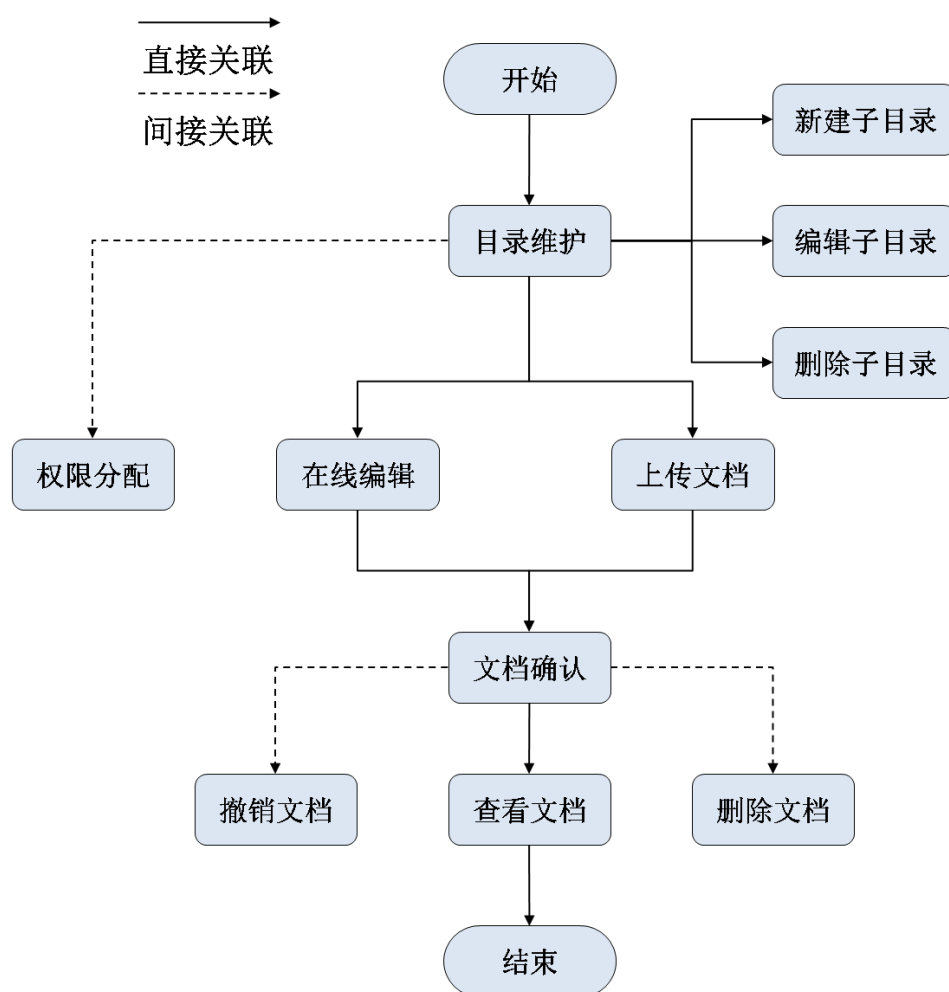 直接关联
间接关联
开始
新建子目录
目录维护
编辑子目录
删除子目录
权限分配
在线编辑
上传文档
文档确认
撤销文档
查看文档
删除文档
结束